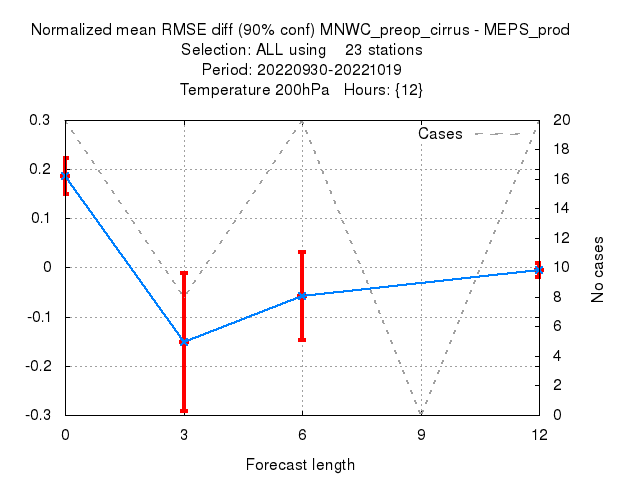 Normalized mean RMSE diff (90% conf) MNWC_preop_cirrus - MEPS_prod
Selection: ALL using 23 stations
Period: 20220930-20221019
Temperature 200hPa Hours: {12}
Cases
0.3
0.2
0.1
0
-0.1
-0.2
-0.3
20
18
16
14
12
10
8
6
4
2
0
No cases
0 3 6 9 12
Forecast length